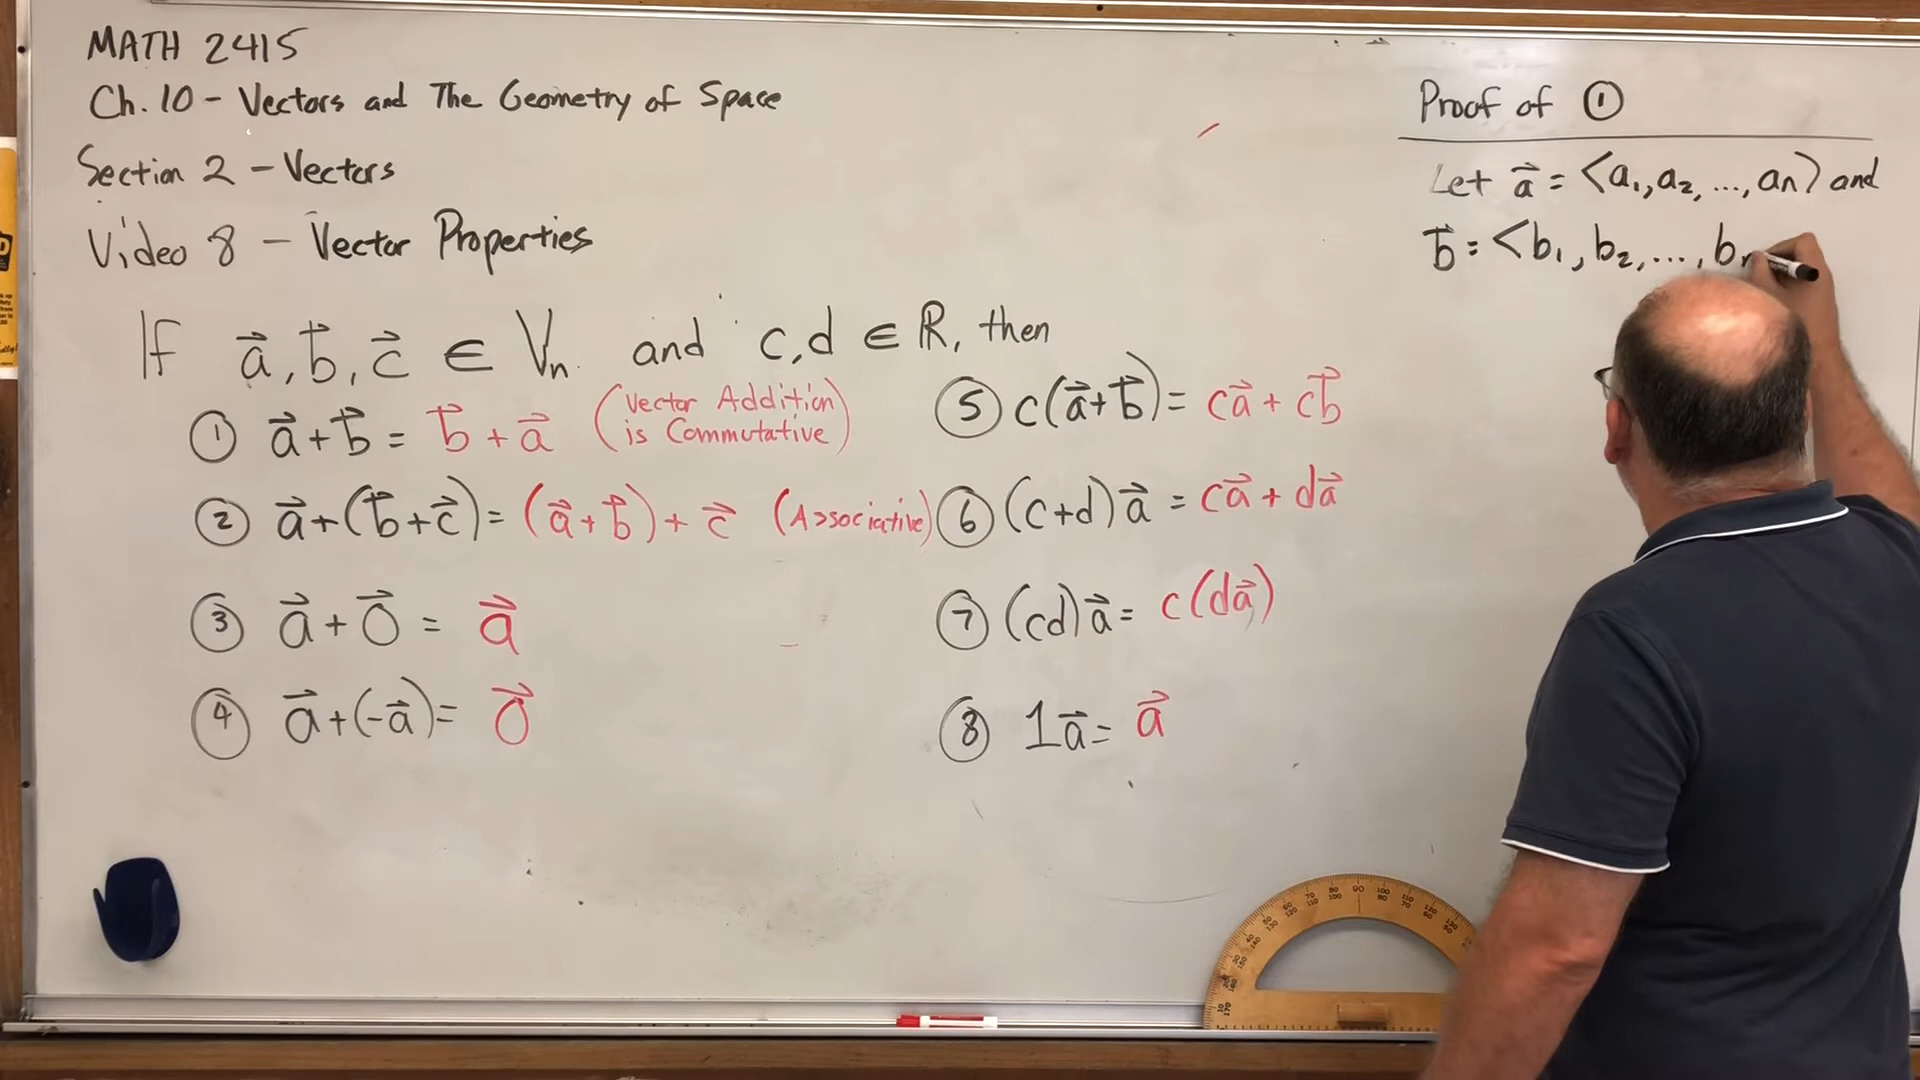 MATH 2415
Ch. 10 - Vectors and The Geometry of Space
Section 2 - Vectors
Video 8 - Vector Properties
If a⃗, b⃗, c⃗ ∈ Vn and c, d ∈ ℝ, then
① a⃗ + b⃗ = b⃗ + a⃗ (Vector Addition
is Commutative)
② a⃗ + (b⃗ + c⃗) = (a⃗ + b⃗) + c⃗ (Associative)
③ a⃗ + 0⃗ = a⃗
④ a⃗ + (-a⃗) = 0⃗
⑤ c(a⃗ + b⃗) = ca⃗ + cb⃗
⑥ (c+d)a⃗ = ca⃗ + da⃗
⑦ (cd)a⃗ = c(da⃗)
⑧ 1a⃗ = a⃗
Proof of ①
Let a⃗ = <a₁, a₂, ..., an> and
b⃗ = <b₁, b₂, ..., b